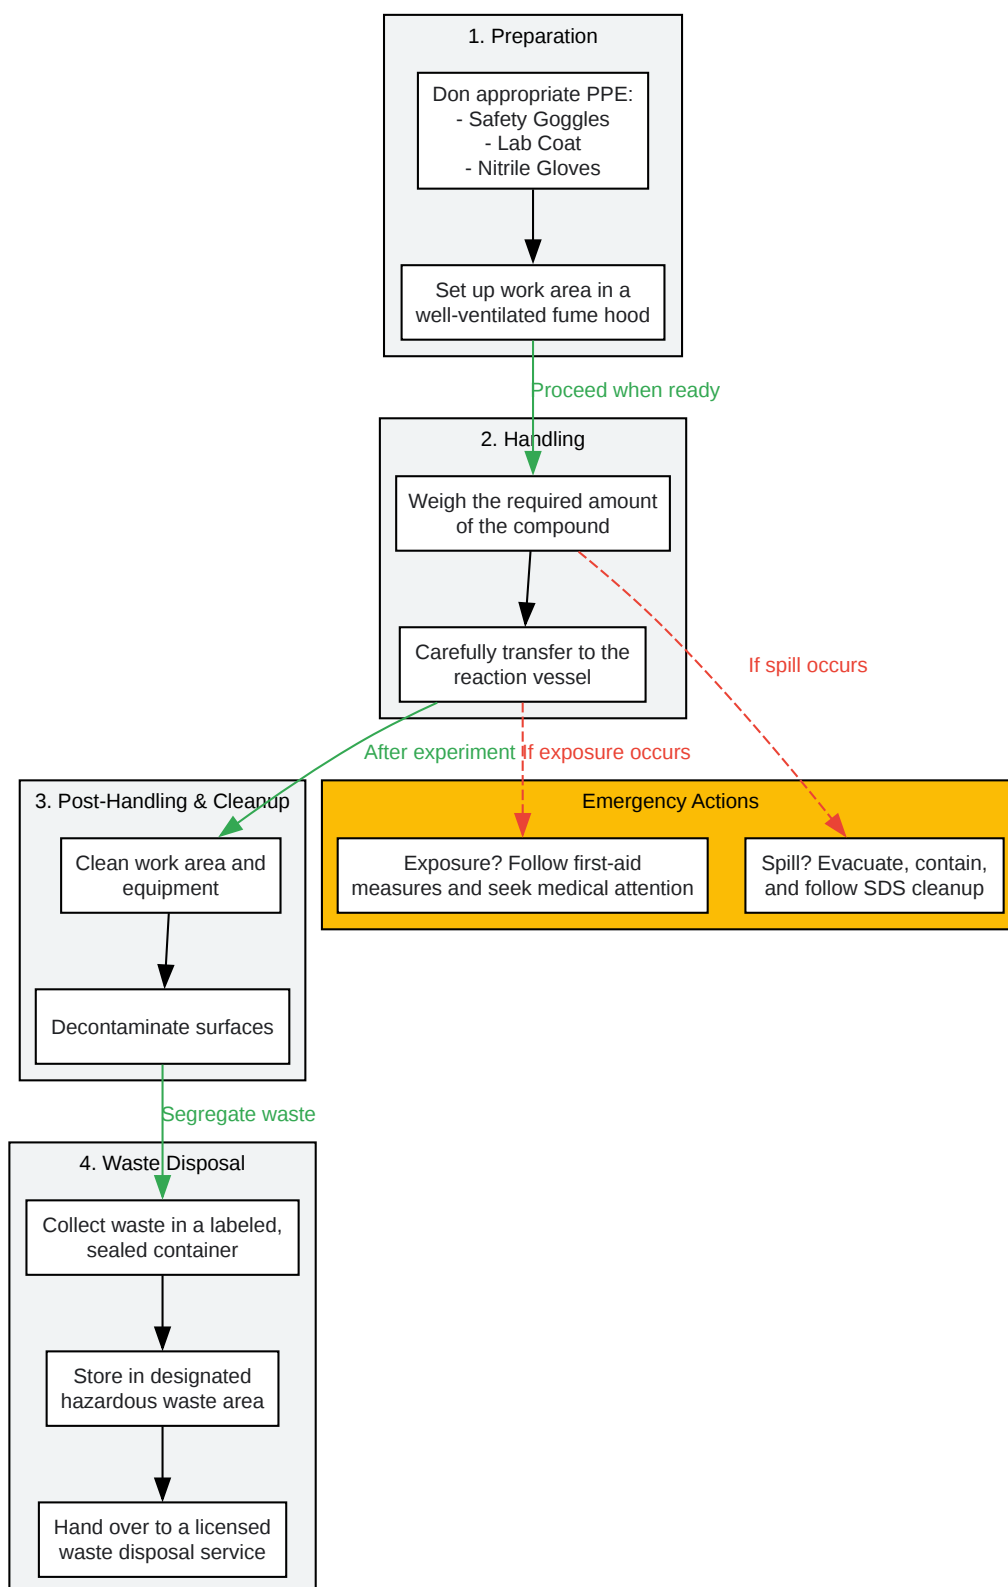 1. Preparation
Don appropriate PPE:
- Safety Goggles
- Lab Coat
- Nitrile Gloves
Set up work area in a
well-ventilated fume hood
Proceed when ready
2. Handling
Weigh the required amount
of the compound
Carefully transfer to the
reaction vessel
If spill occurs
After experiment
If exposure occurs
3. Post-Handling & Cleanup
Clean work area and
equipment
Decontaminate surfaces
Emergency Actions
Exposure? Follow first-aid
measures and seek medical attention
Spill? Evacuate, contain,
and follow SDS cleanup
Segregate waste
4. Waste Disposal
Collect waste in a labeled,
sealed container
Store in designated
hazardous waste area
Hand over to a licensed
waste disposal service